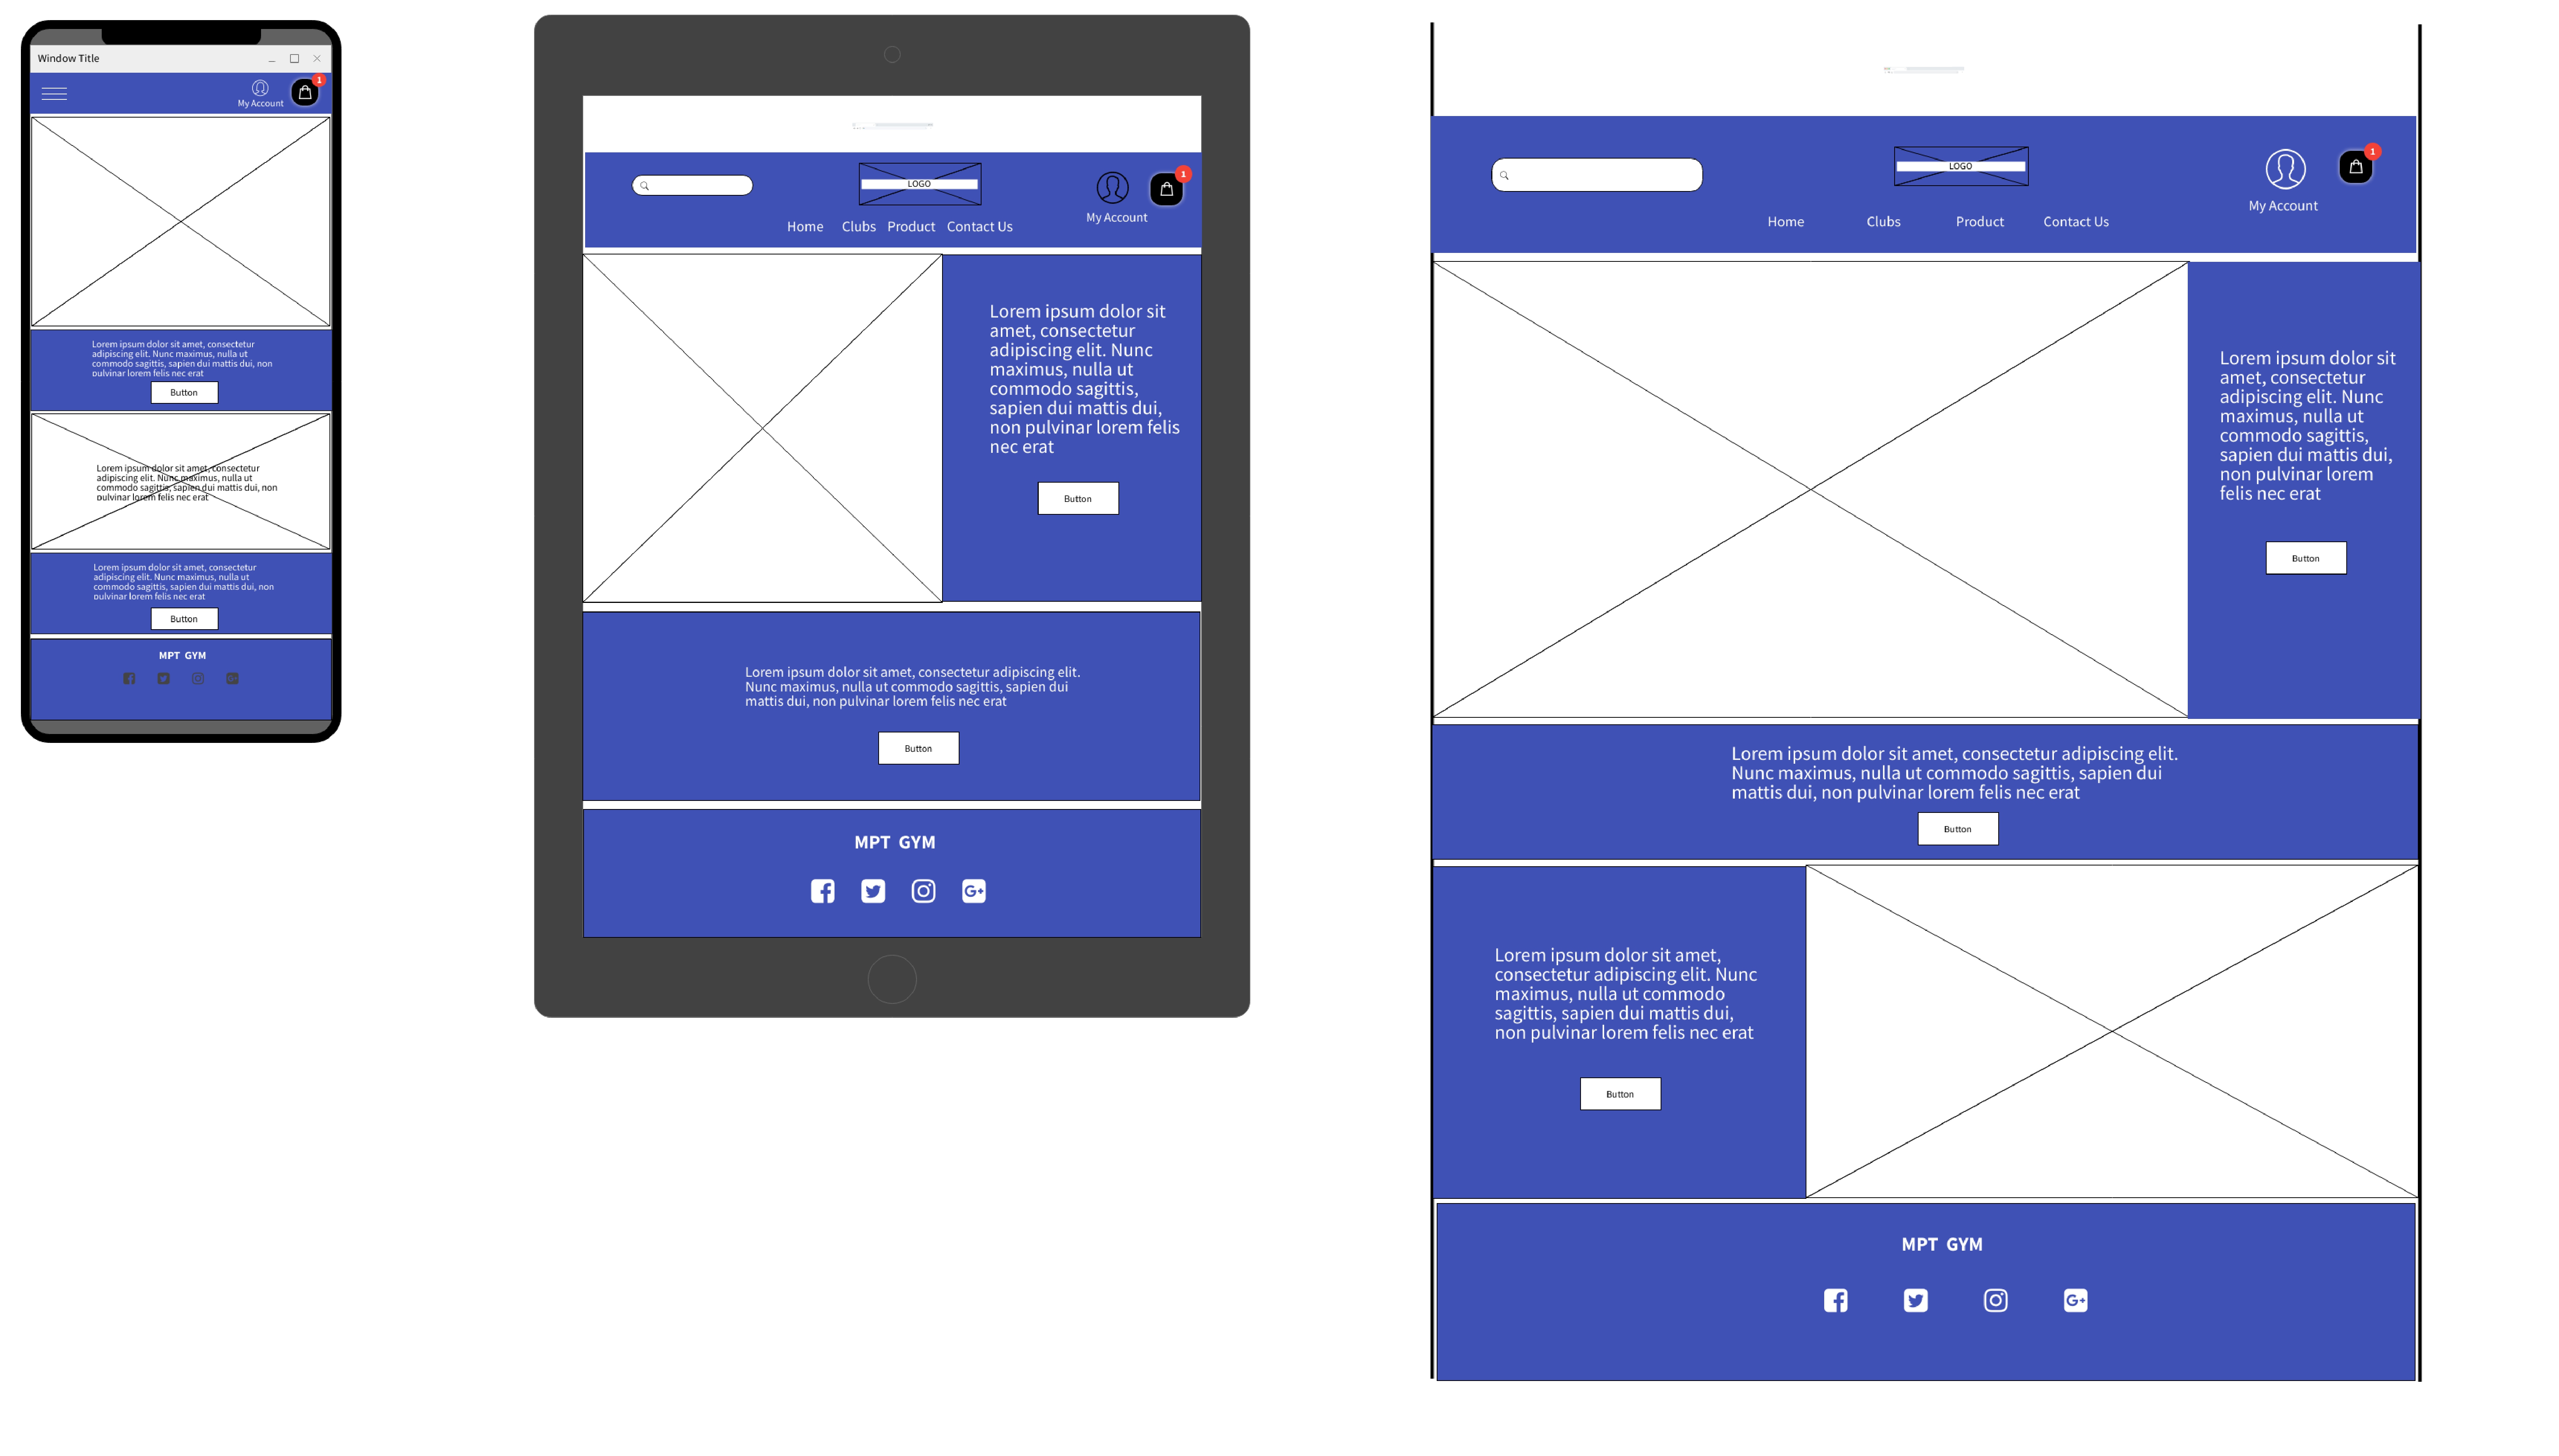 Window Title
My Account
1
Lorem ipsum dolor sit amet, consectetur
adipiscing elit. Nunc maximus, nulla ut
commodo sagittis, sapien dui mattis dui, non
pulvinar lorem felis nec erat
Button
Lorem ipsum dolor sit amet, consectetur
adipiscing elit. Nunc maximus, nulla ut
commodo sagittis, sapien dui mattis dui, non
pulvinar lorem felis nec erat
Lorem ipsum dolor sit amet, consectetur
adipiscing elit. Nunc maximus, nulla ut
commodo sagittis, sapien dui mattis dui, non
pulvinar lorem felis nec erat
Button
MPT GYM
LOGO
1
My Account
Home Clubs Product Contact Us
Lorem ipsum dolor sit
amet, consectetur
adipiscing elit. Nunc
maximus, nulla ut
commodo sagittis,
sapien dui mattis dui,
non pulvinar lorem felis
nec erat
Button
Lorem ipsum dolor sit amet, consectetur adipiscing elit.
Nunc maximus, nulla ut commodo sagittis, sapien dui
mattis dui, non pulvinar lorem felis nec erat
Button
MPT GYM
G+
LOGO
1
My Account
Home Clubs Product Contact Us
Lorem ipsum dolor sit
amet, consectetur
adipiscing elit. Nunc
maximus, nulla ut
commodo sagittis,
sapien dui mattis dui,
non pulvinar lorem
felis nec erat
Button
Lorem ipsum dolor sit amet, consectetur adipiscing elit.
Nunc maximus, nulla ut commodo sagittis, sapien dui
mattis dui, non pulvinar lorem felis nec erat
Button
Lorem ipsum dolor sit amet,
consectetur adipiscing elit. Nunc
maximus, nulla ut commodo
sagittis, sapien dui mattis dui,
non pulvinar lorem felis nec erat
Button
MPT GYM
G+